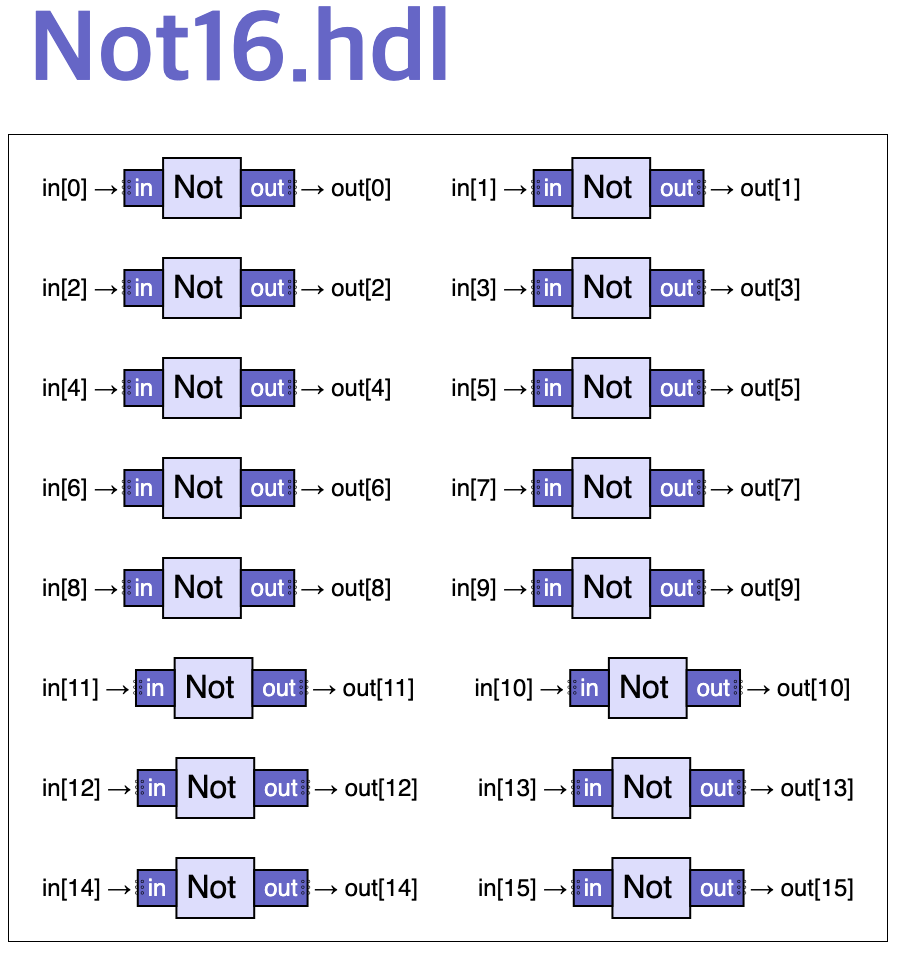 Not16.hdl
in[0] → in Not out → out[0] in[1] → in Not out → out[1]
in[2] → in Not out → out[2] in[3] → in Not out → out[3]
in[4] → in Not out → out[4] in[5] → in Not out → out[5]
in[6] → in Not out → out[6] in[7] → in Not out → out[7]
in[8] → in Not out → out[8] in[9] → in Not out → out[9]
in[11] → in Not out → out[11] in[10] → in Not out → out[10]
in[12] → in Not out → out[12] in[13] → in Not out → out[13]
in[14] → in Not out → out[14] in[15] → in Not out → out[15]